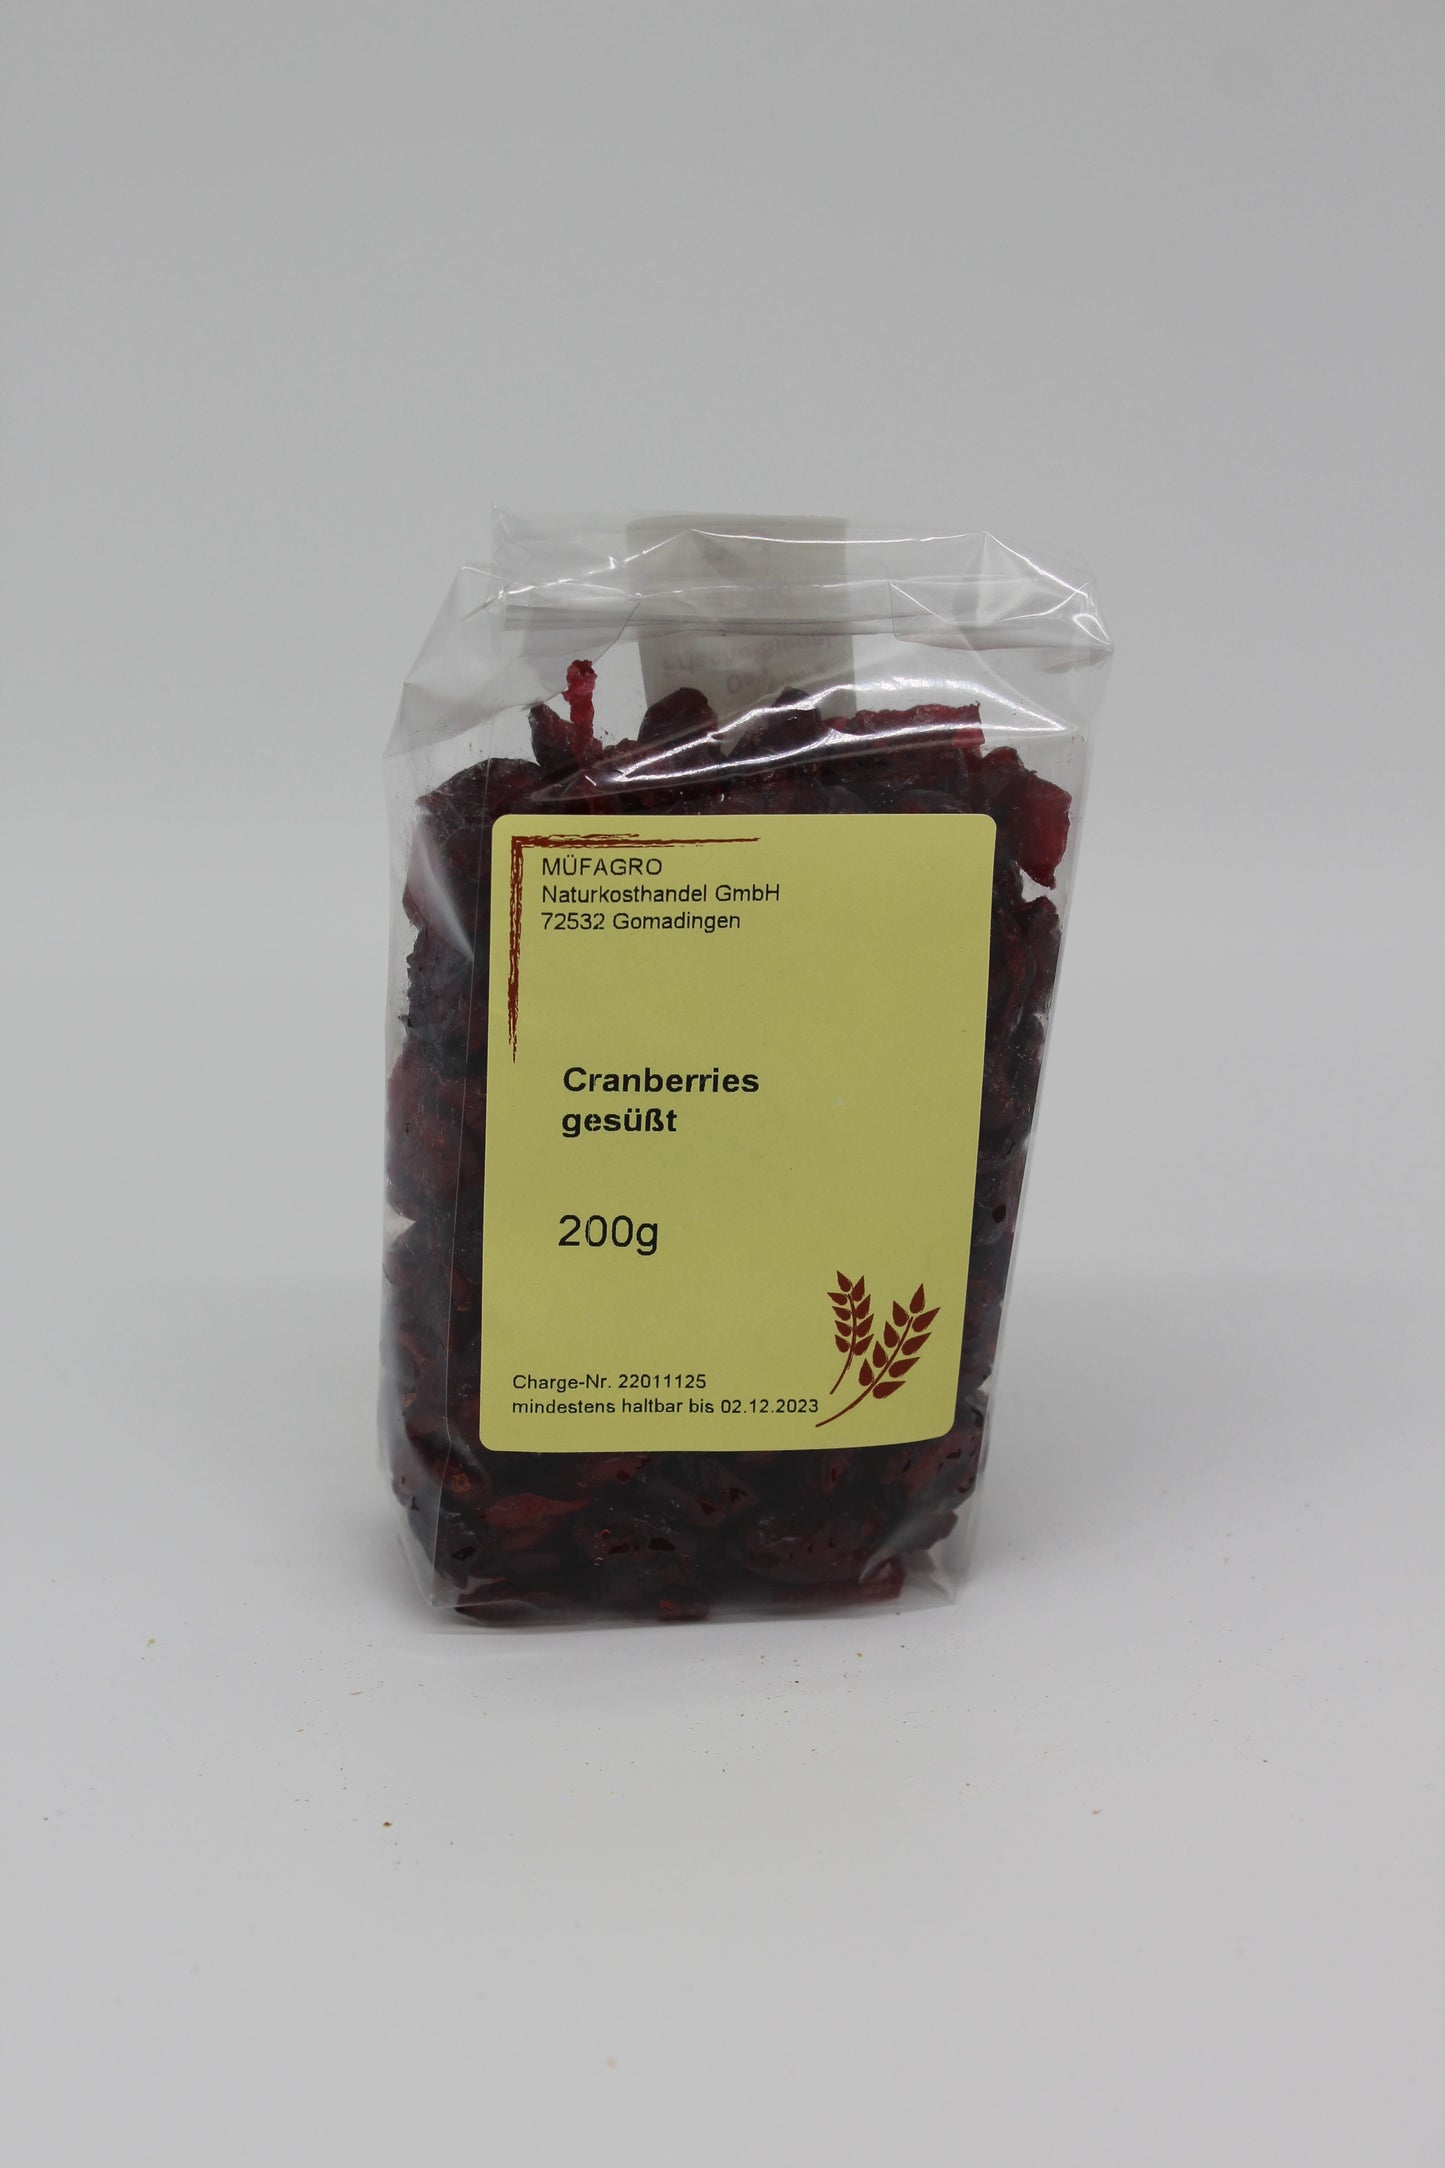 MÜFAGRO
Naturkosthandel GmbH
72532 Gomadingen
Cranberries
gesüßt
200g
Charge-Nr. 22011125
mindestens haltbar bis 02.12.2023